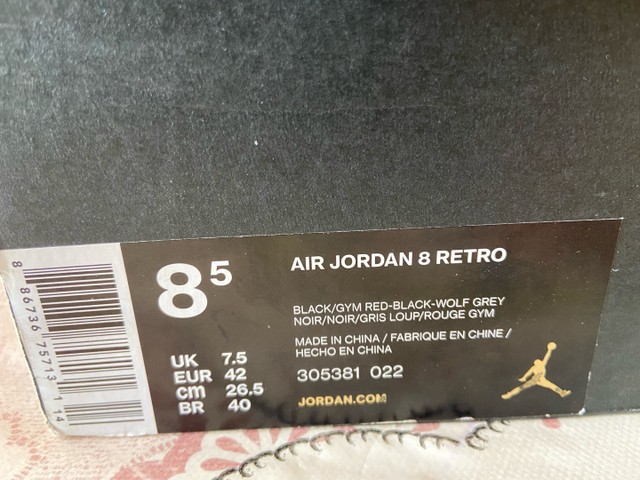 8 86736 75713 1 14
8⁵
AIR JORDAN 8 RETRO
BLACK/GYM RED-BLACK-WOLF GREY
NOIR/NOIR/GRIS LOUP/ROUGE GYM
MADE IN CHINA / FABRIQUE EN CHINE /
HECHO EN CHINA
305381 022
JORDAN.COM
UK 7.5
EUR 42
cm 26.5
BR 40